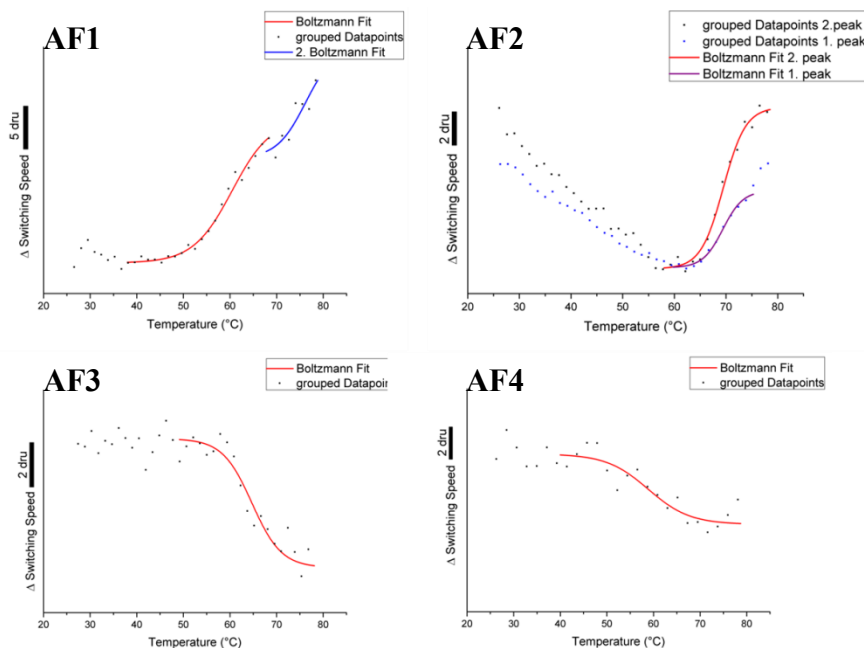 AF1
Boltzmann Fit
grouped Datapoints
2. Boltzmann Fit
5 dru
Δ Switching Speed
20 30 40 50 60 70 80
Temperature (°C)
AF2
grouped Datapoints 2.peak
grouped Datapoints 1. peak
Boltzmann Fit 2. peak
Boltzmann Fit 1. peak
2 dru
Δ Switching Speed
20 30 40 50 60 70 80
Temperature (°C)
AF3
Boltzmann Fit
grouped Datapoi
2 dru
Δ Switching Speed
20 30 40 50 60 70 80
Temperature (°C)
AF4
Boltzmann Fit
grouped Datapoints
2 dru
Δ Switching Speed
20 30 40 50 60 70 80
Temperature (°C)